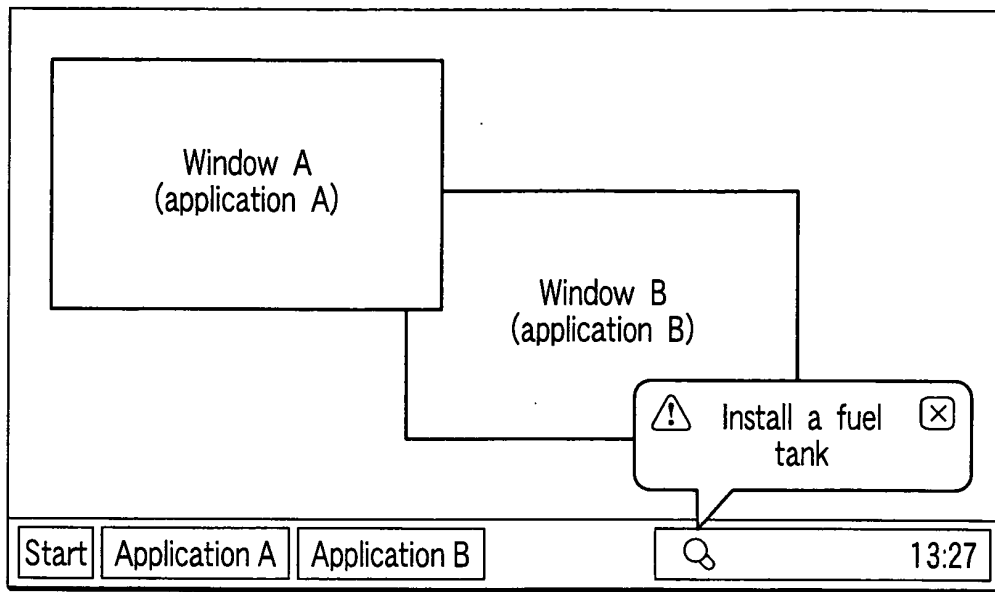 Window A
(application A)
Window B
(application B)
Install a fuel
tank
Start
Application A
Application B
13:27